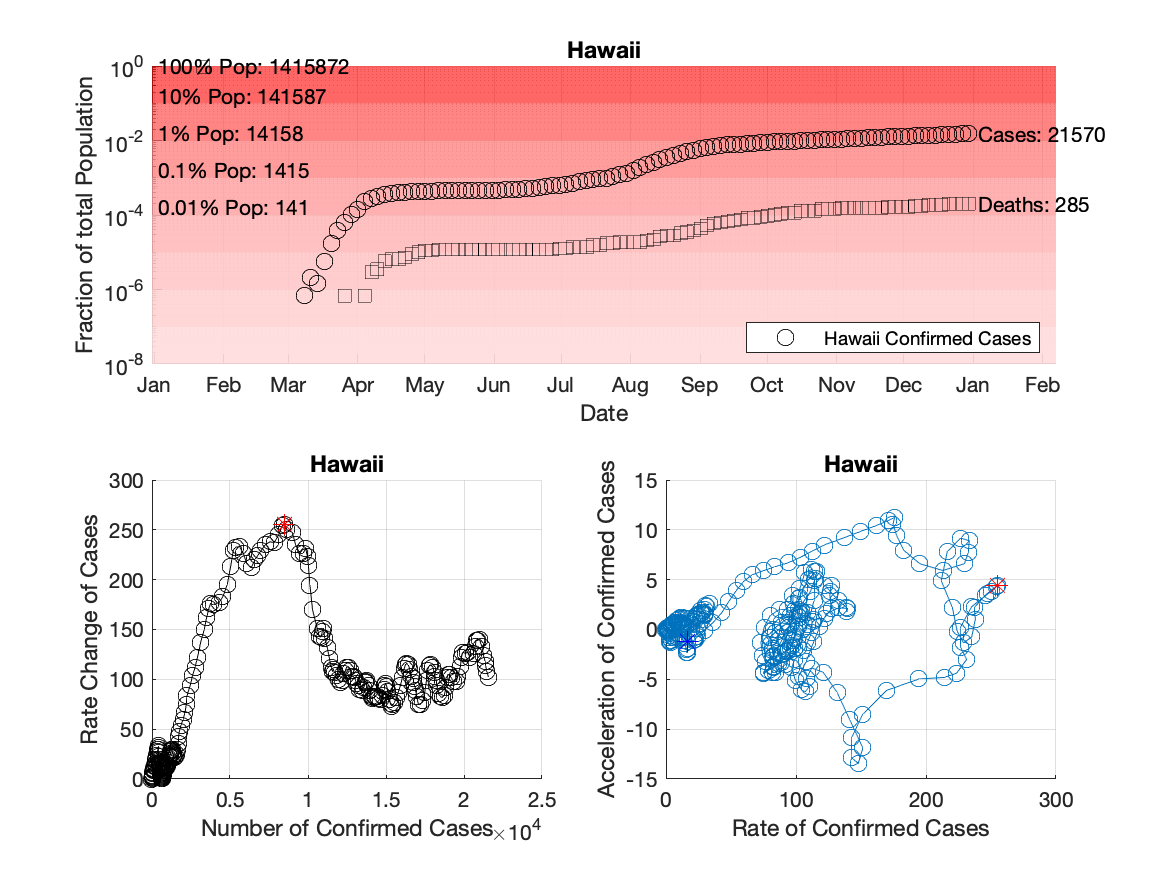 Hawaii
10^0
10^-2
10^-4
10^-6
10^-8
Fraction of total Population
100% Pop: 1415872
10% Pop: 141587
1% Pop: 14158
0.1% Pop: 1415
0.01% Pop: 141
Cases: 21570
Deaths: 285
Hawaii Confirmed Cases
Jan Feb Mar Apr May Jun Jul Aug Sep Oct Nov Dec Jan Feb
Date
Hawaii
300
250
200
150
100
50
0
Rate Change of Cases
0 0.5 1 1.5 2 2.5
Number of Confirmed Cases ×10^4
Hawaii
15
10
5
0
-5
-10
-15
Acceleration of Confirmed Cases
0 100 200 300
Rate of Confirmed Cases